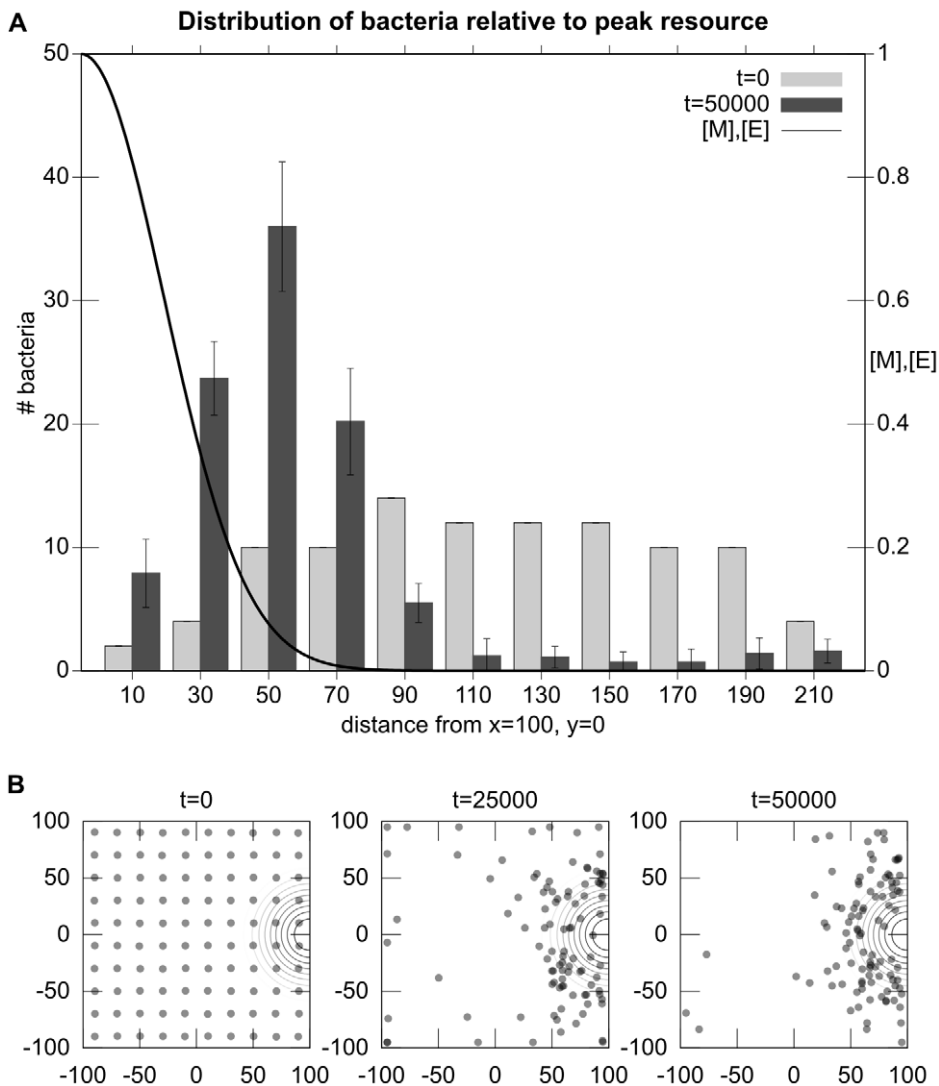 A Distribution of bacteria relative to peak resource
50 1
t=0
t=50000
[M],[E]
40 0.8
30 0.6
# bacteria
[M],[E]
20 0.4
10 0.2
0 0
10 30 50 70 90 110 130 150 170 190 210
distance from x=100, y=0
B
t=0 t=25000 t=50000
100 100 100
50 50 50
0 0 0
-50 -50 -50
-100 -100 -100
-100 -50 0 50 100 -100 -50 0 50 100 -100 -50 0 50 100